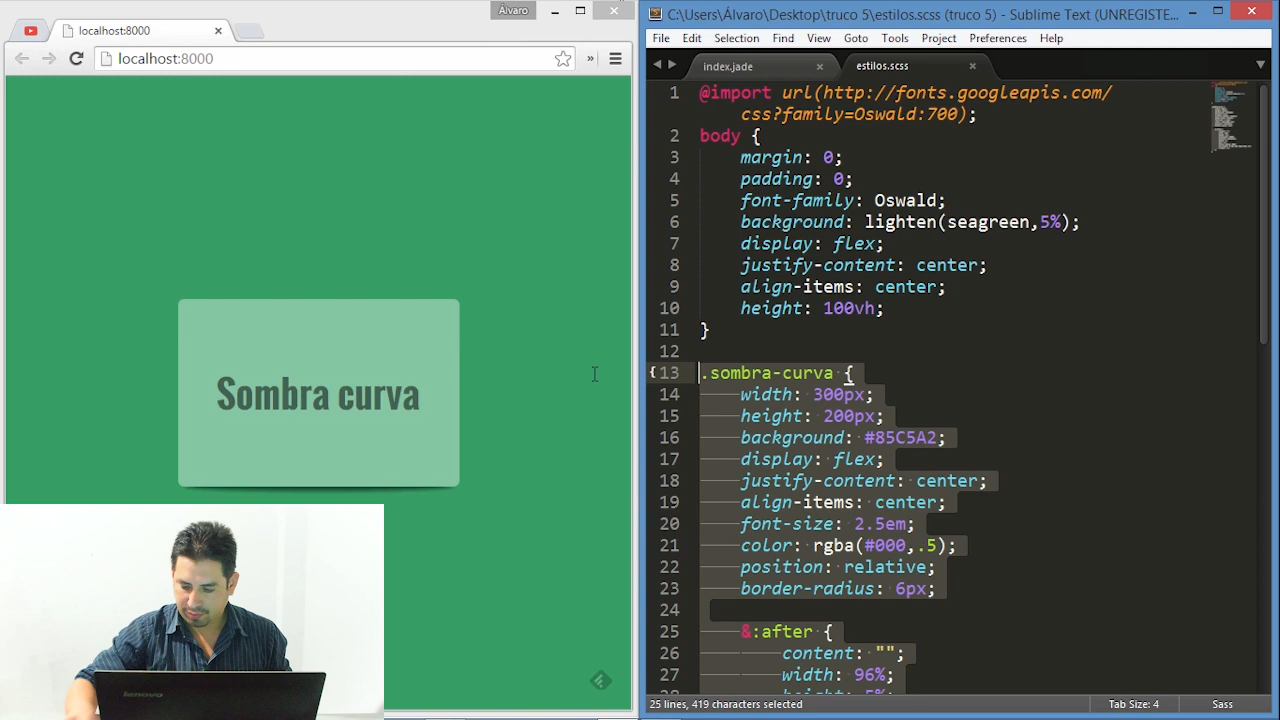 Álvaro
localhost:8000
localhost:8000
»
Sombra curva
lenovo
C:\Users\Álvaro\Desktop\truco 5\estilos.scss (truco 5) - Sublime Text (UNREGISTE...
File Edit Selection Find View Goto Tools Project Preferences Help
index.jade estilos.scss
1 @import url(http://fonts.googleapis.com/
css?family=Oswald:700);
2 body {
3 margin: 0;
4 padding: 0;
5 font-family: Oswald;
6 background: lighten(seagreen,5%);
7 display: flex;
8 justify-content: center;
9 align-items: center;
10 height: 100vh;
11 }
12
13 .sombra-curva {
14 width: 300px;
15 height: 200px;
16 background: #85C5A2;
17 display: flex;
18 justify-content: center;
19 align-items: center;
20 font-size: 2.5em;
21 color: rgba(#000,.5);
22 position: relative;
23 border-radius: 6px;
24
25 &:after {
26 content: "";
27 width: 96%;
28 height: 5%;
25 lines, 419 characters selected Tab Size: 4 Sass